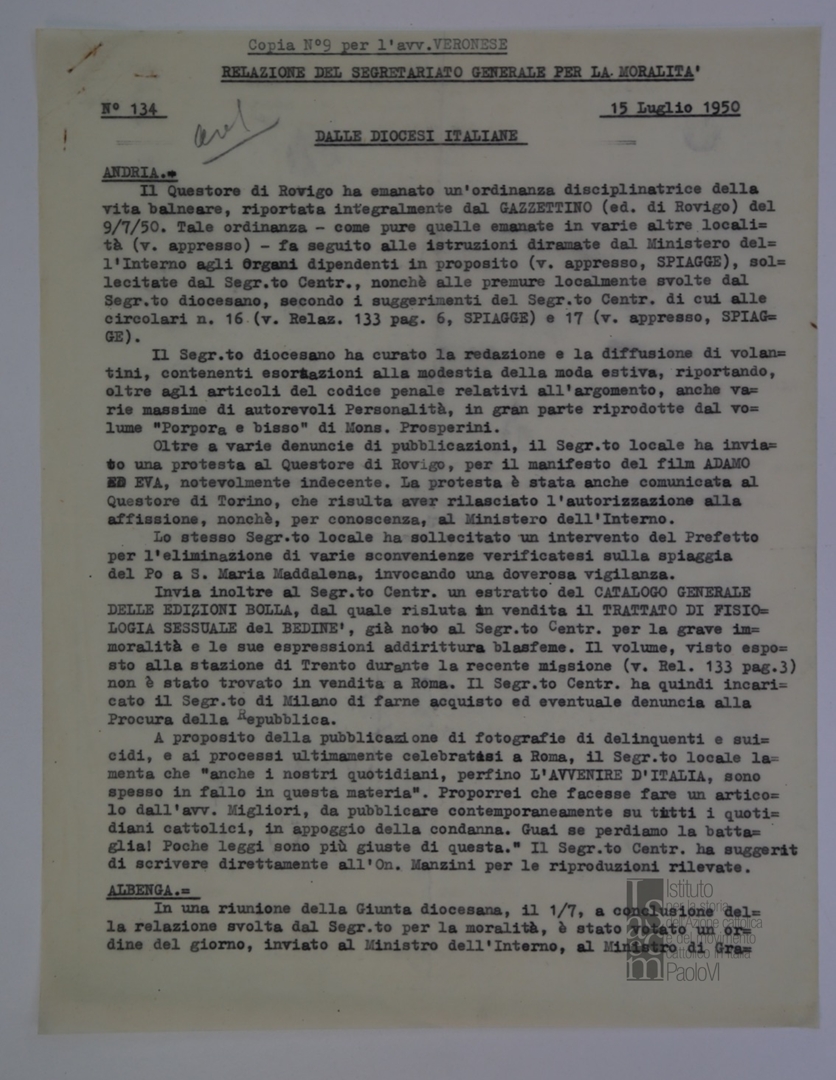 Copia N°9 per l'avv.VERONESE
RELAZIONE DEL SEGRETARIATO GENERALE PER LA MORALITA'
N° 134
15 Luglio 1950
DALLE DIOCESI ITALIANE
ANDRIA.=
Il Questore di Rovigo ha emanato un'ordinanza disciplinatrice della
vita balneare, riportata integralmente dal GAZZETTINO (ed. di Rovigo) del
9/7/50. Tale ordinanza - come pure quelle emanate in varie altre locali=
tà (v. appresso) - fa seguito alle istruzioni diramate dal Ministero del=
l'Interno agli Organi dipendenti in proposito (v. appresso, SPIAGGE), sol=
lecitate dal Segr.to Centr., nonchè alle premure localmente svolte dal
Segr.to diocesano, secondo i suggerimenti del Segr.to Centr. di cui alle
circolari n. 16 (v. Relaz. 133 pag. 6, SPIAGGE) e 17 (v. appresso, SPIAG=
GE).
Il Segr.to diocesano ha curato la redazione e la diffusione di volan=
tini, contenenti esortazioni alla modestia della moda estiva, riportando,
oltre agli articoli del codice penale relativi all'argomento, anche va=
rie massime di autorevoli Personalità, in gran parte riprodotte dal vo=
lume "Porpora e bisso" di Mons. Prosperini.
Oltre a varie denuncie di pubblicazioni, il Segr.to locale ha invia=
to una protesta al Questore di Rovigo, per il manifesto del film ADAMO
ED EVA, notevolmente indecente. La protesta è stata anche comunicata al
Questore di Torino, che risulta aver rilasciato l'autorizzazione alla
affissione, nonchè, per conoscenza, al Ministero dell'Interno.
Lo stesso Segr.to locale ha sollecitato un intervento del Prefetto
per l'eliminazione di varie sconvenienze verificatesi sulla spiaggia
del Po a S. Maria Maddalena, invocando una doverosa vigilanza.
Invia inoltre al Segr.to Centr. un estratto del CATALOGO GENERALE
DELLE EDIZIONI BOLLA, dal quale risluta in vendita il TRATTATO DI FISIO=
LOGIA SESSUALE del BEDINE', già noto al Segr.to Centr. per la grave im=
moralità e le sue espressioni addirittura blasfeme. Il volume, visto espo=
sto alla stazione di Trento durante la recente missione (v. Rel. 133 pag.3)
non è stato trovato in vendita a Roma. Il Segr.to Centr. ha quindi incari=
cato il Segr.to di Milano di farne acquisto ed eventuale denuncia alla
Procura della Repubblica.
A proposito della pubblicazione di fotografie di delinquenti e sui=
cidi, e ai processi ultimamente celebratisi a Roma, il Segr.to locale la=
menta che "anche i nostri quotidiani, perfino L'AVVENIRE D'ITALIA, sono
spesso in fallo in questa materia". Proporrei che facesse fare un artico=
lo dall'avv. Migliori, da pubblicare contemporaneamente su tutti i quoti=
diani cattolici, in appoggio della condanna. Guai se perdiamo la batta=
glia! Poche leggi sono più giuste di questa." Il Segr.to Centr. ha suggerit
di scrivere direttamente all'On. Manzini per le riproduzioni rilevate.
ALBENGA.=
In una riunione della Giunta diocesana, il 1/7, a conclusione del=
la relazione svolta dal Segr.to per la moralità, è stato votato un or=
dine del giorno, inviato al Ministro dell'Interno, al Ministro di Gra=
Istituto
per la storia
dell'Azione cattolica
e del movimento
cattolico in Italia
PaoloVI